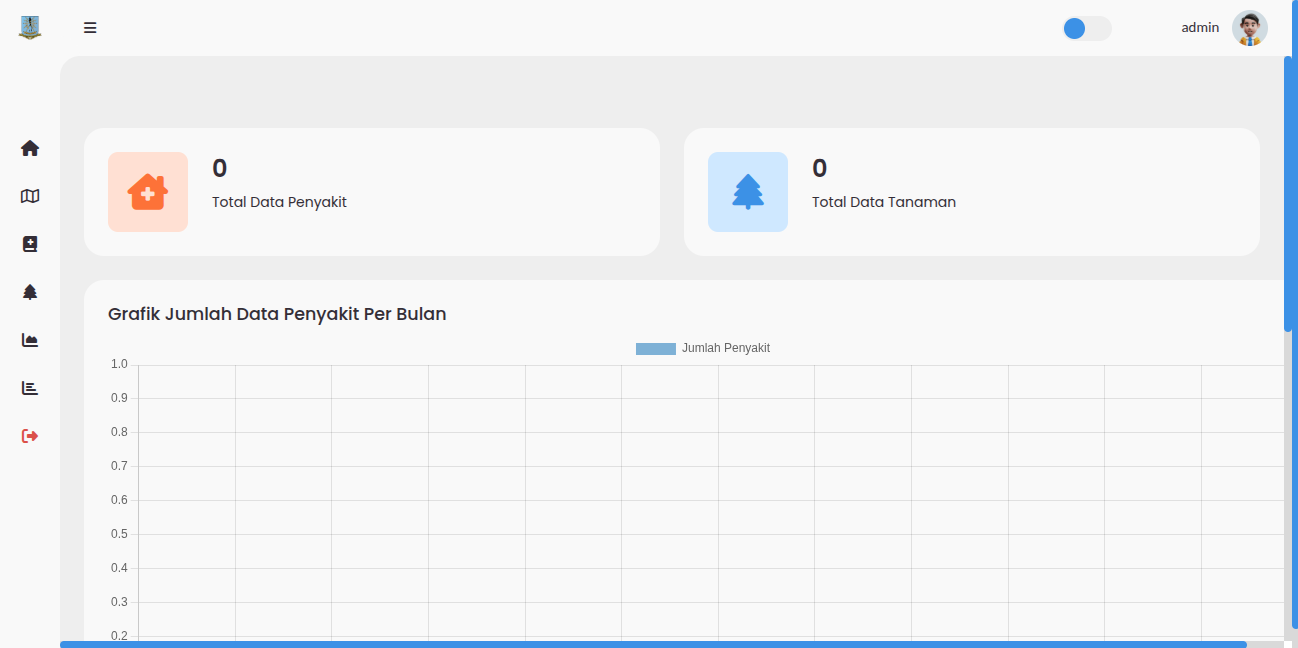 admin
0
Total Data Penyakit
0
Total Data Tanaman
Grafik Jumlah Data Penyakit Per Bulan
Jumlah Penyakit
1.0
0.9
0.8
0.7
0.6
0.5
0.4
0.3
0.2